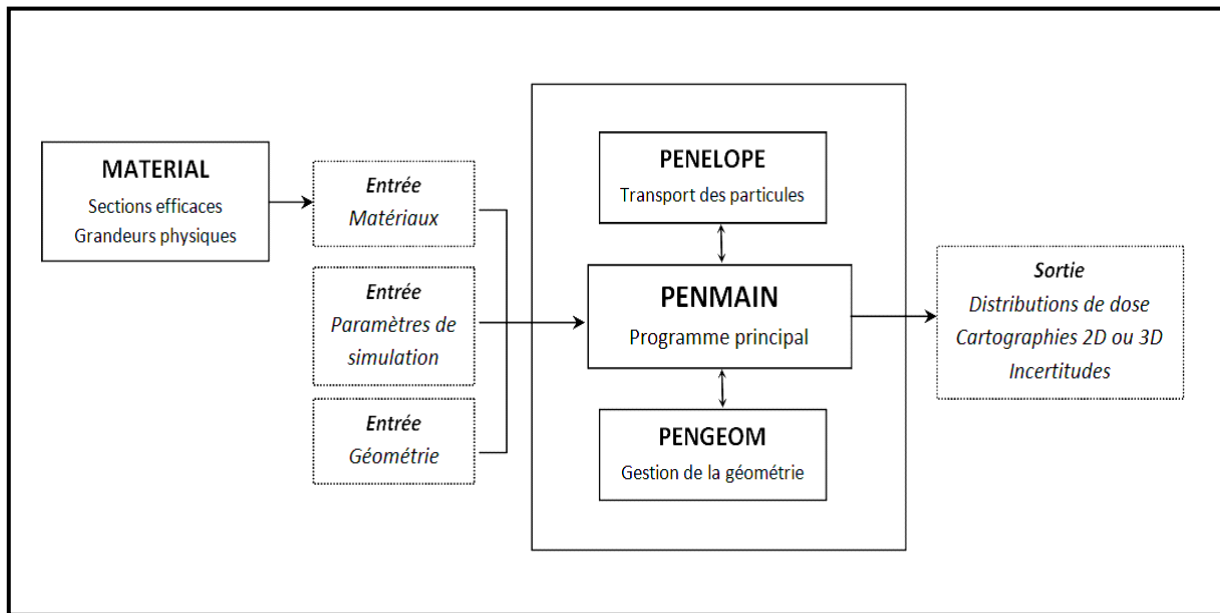 MATERIAL
Sections efficaces
Grandeurs physiques
Entrée
Matériaux
Entrée
Paramètres de
simulation
Entrée
Géométrie
PENELOPE
Transport des particules
PENMAIN
Programme principal
PENGEOM
Gestion de la géométrie
Sortie
Distributions de dose
Cartographies 2D ou 3D
Incertitudes